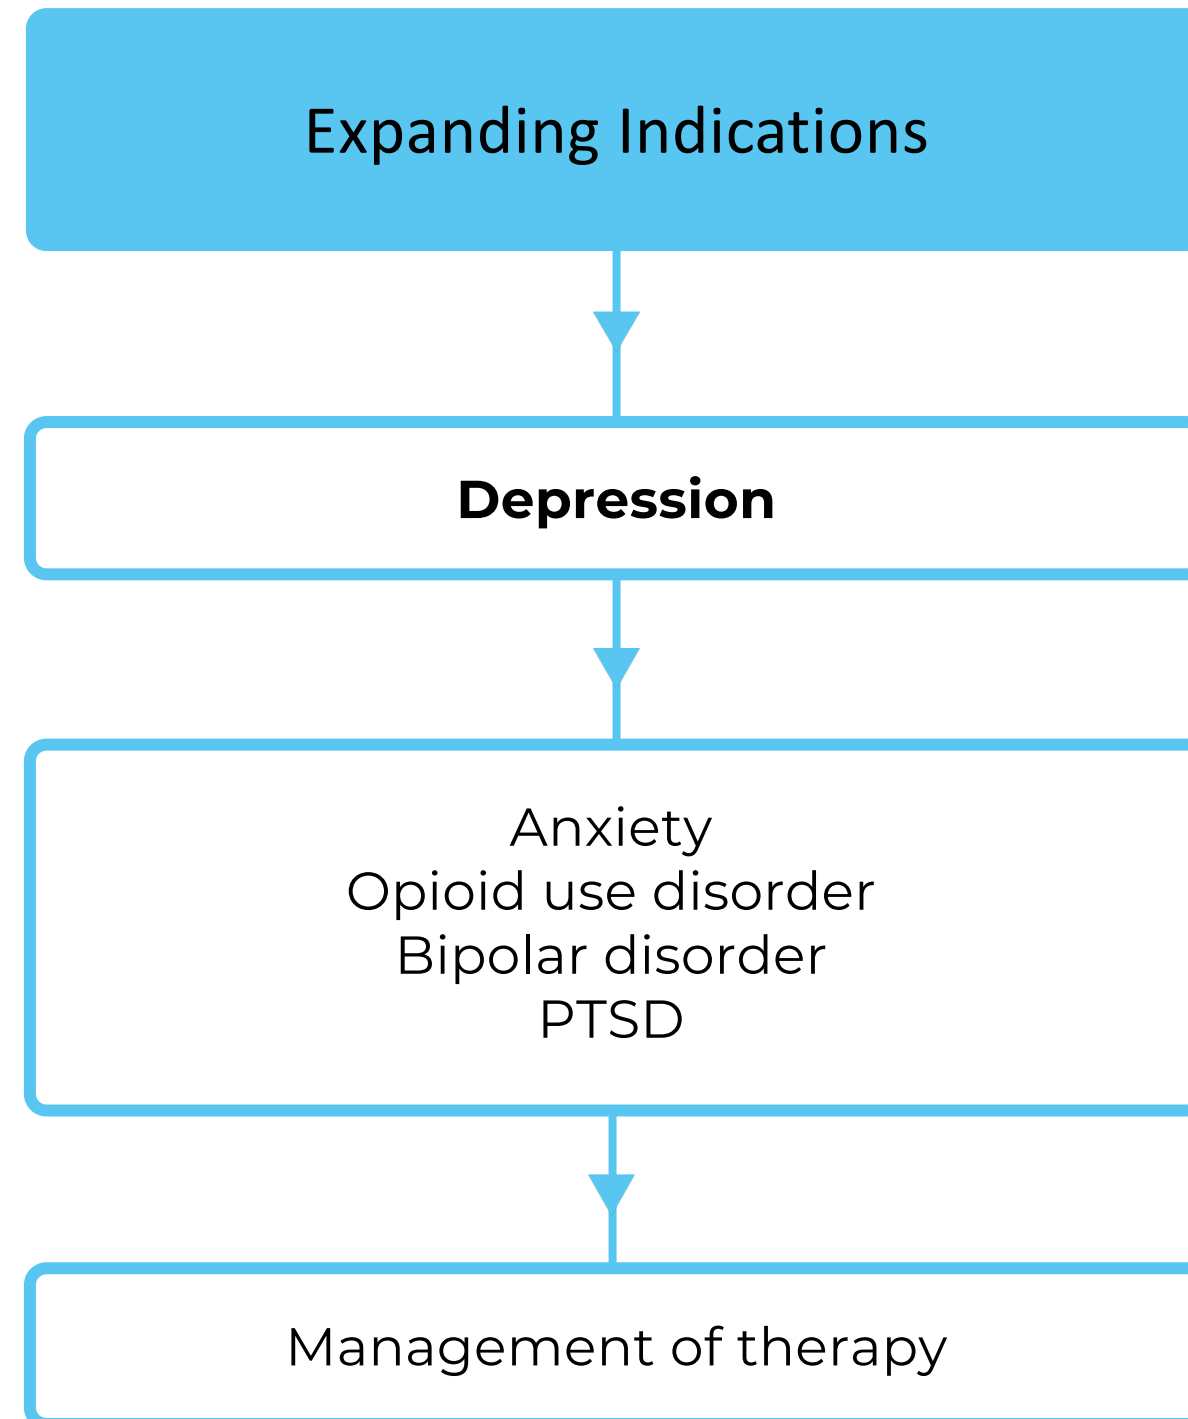 Expanding Indications
Depression
Anxiety
Opioid use disorder
Bipolar disorder
PTSD
Management of therapy